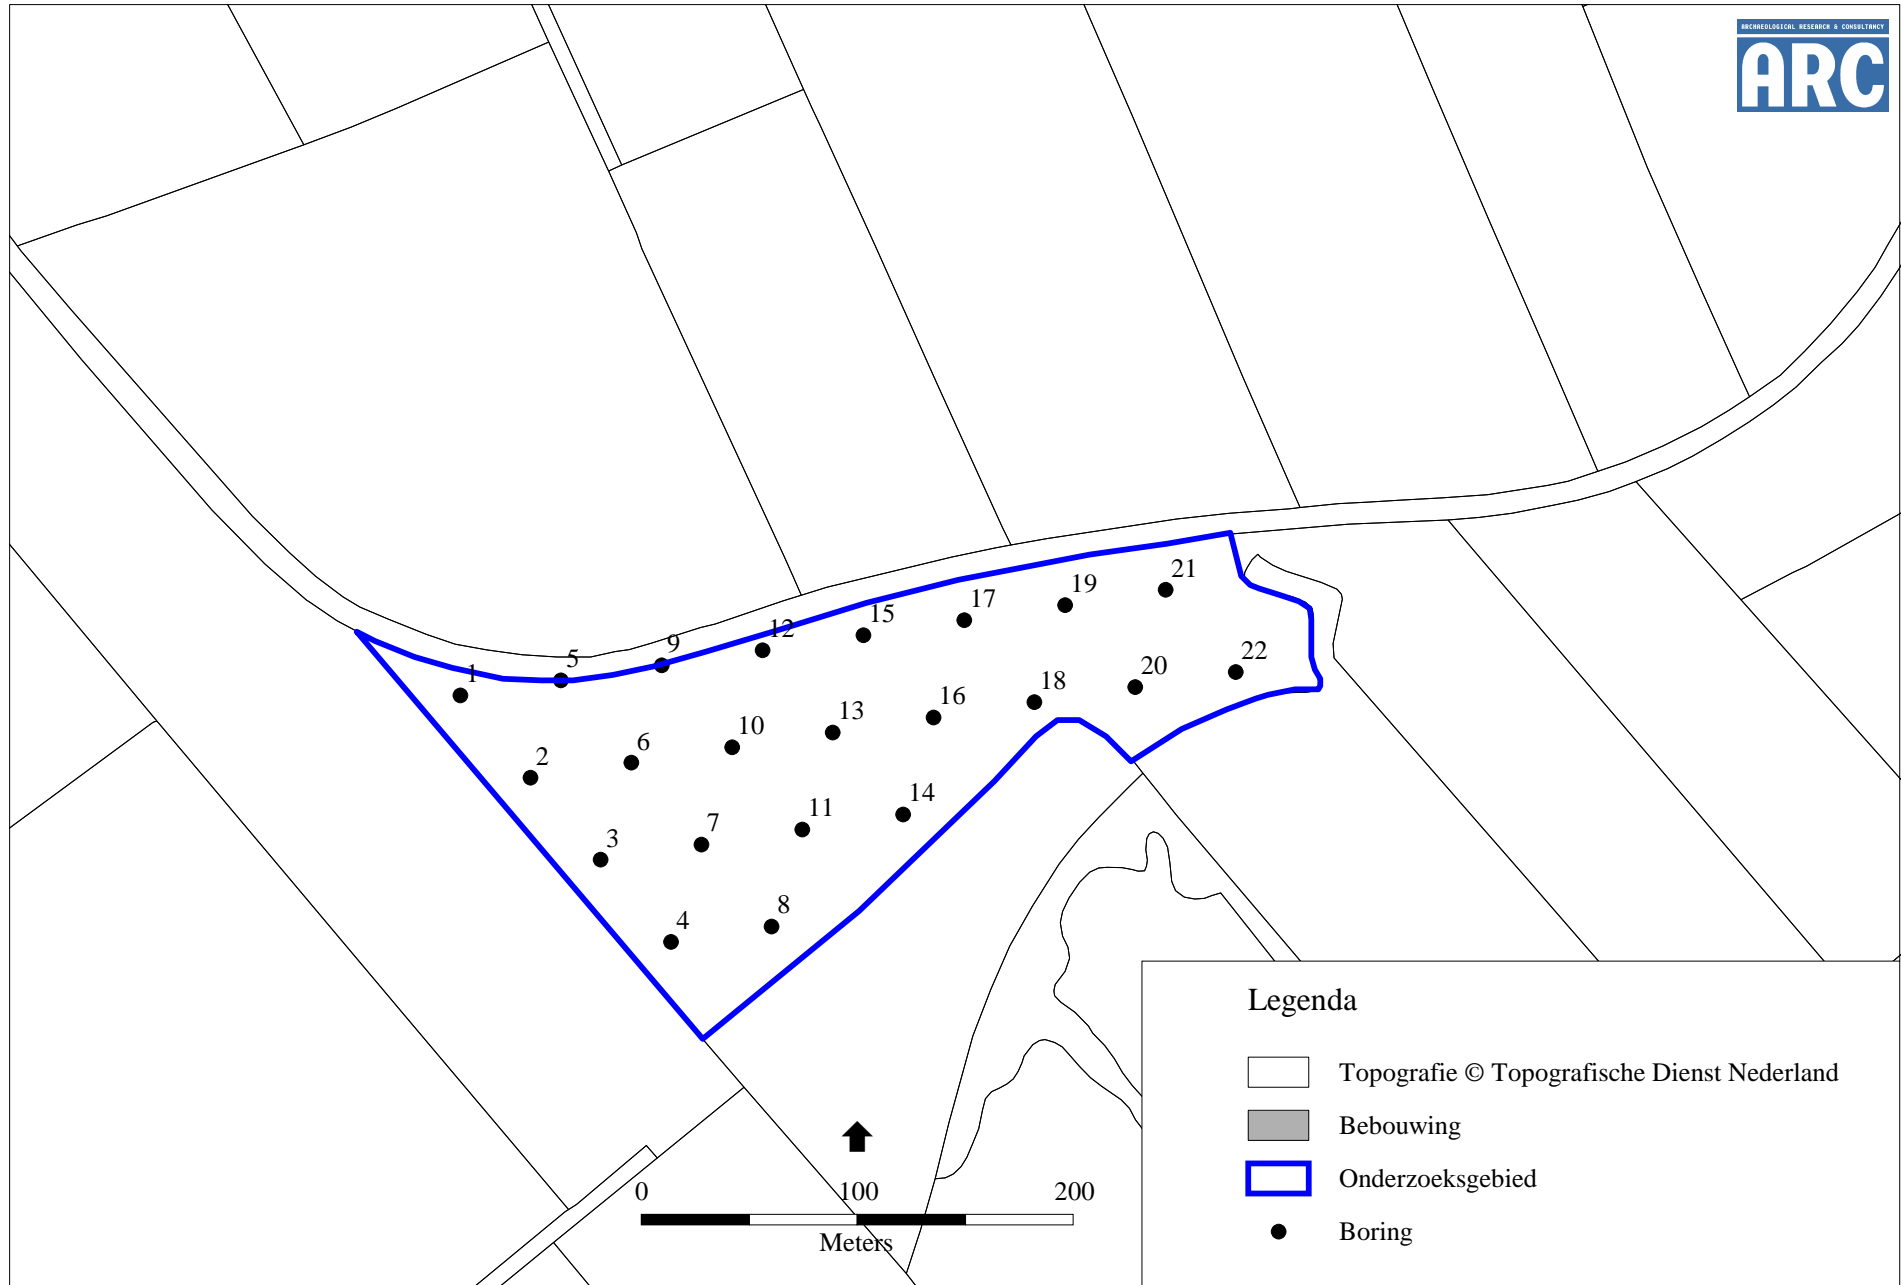 ARCHAEOLOGICAL RESEARCH & CONSULTANCY
ARC
21
19
17
15
12
9
5
1
22
20
18
16
13
10
6
2
14
11
7
3
8
4
0 100 200
Meters
Legenda
Topografie © Topografische Dienst Nederland
Bebouwing
Onderzoeksgebied
Boring